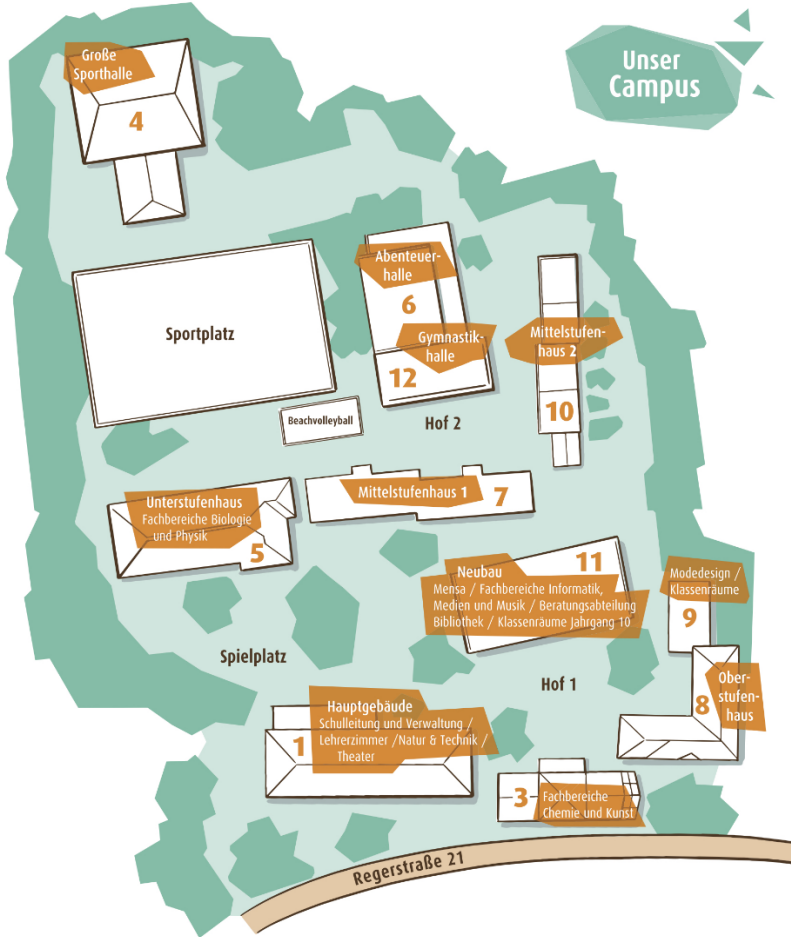 Unser
Campus
Große
Sporthalle
4
Abenteuer-
halle
6
Gymnastik-
halle
12
Mittelstufen-
haus 2
10
Sportplatz
Beachvolleyball
Hof 2
Unterstufenhaus
Fachbereiche Biologie
und Physik
5
Mittelstufenhaus 1
7
Neubau
11
Mensa / Fachbereiche Informatik,
Medien und Musik / Beratungsabteilung
Bibliothek / Klassenräume Jahrgang 10
Modedesign /
Klassenräume
9
Spielplatz
Hof 1
Ober-
stufen-
haus
8
Hauptgebäude
Schulleitung und Verwaltung /
Lehrerzimmer /Natur & Technik /
Theater
1
3
Fachbereiche
Chemie und Kunst
Regerstraße 21